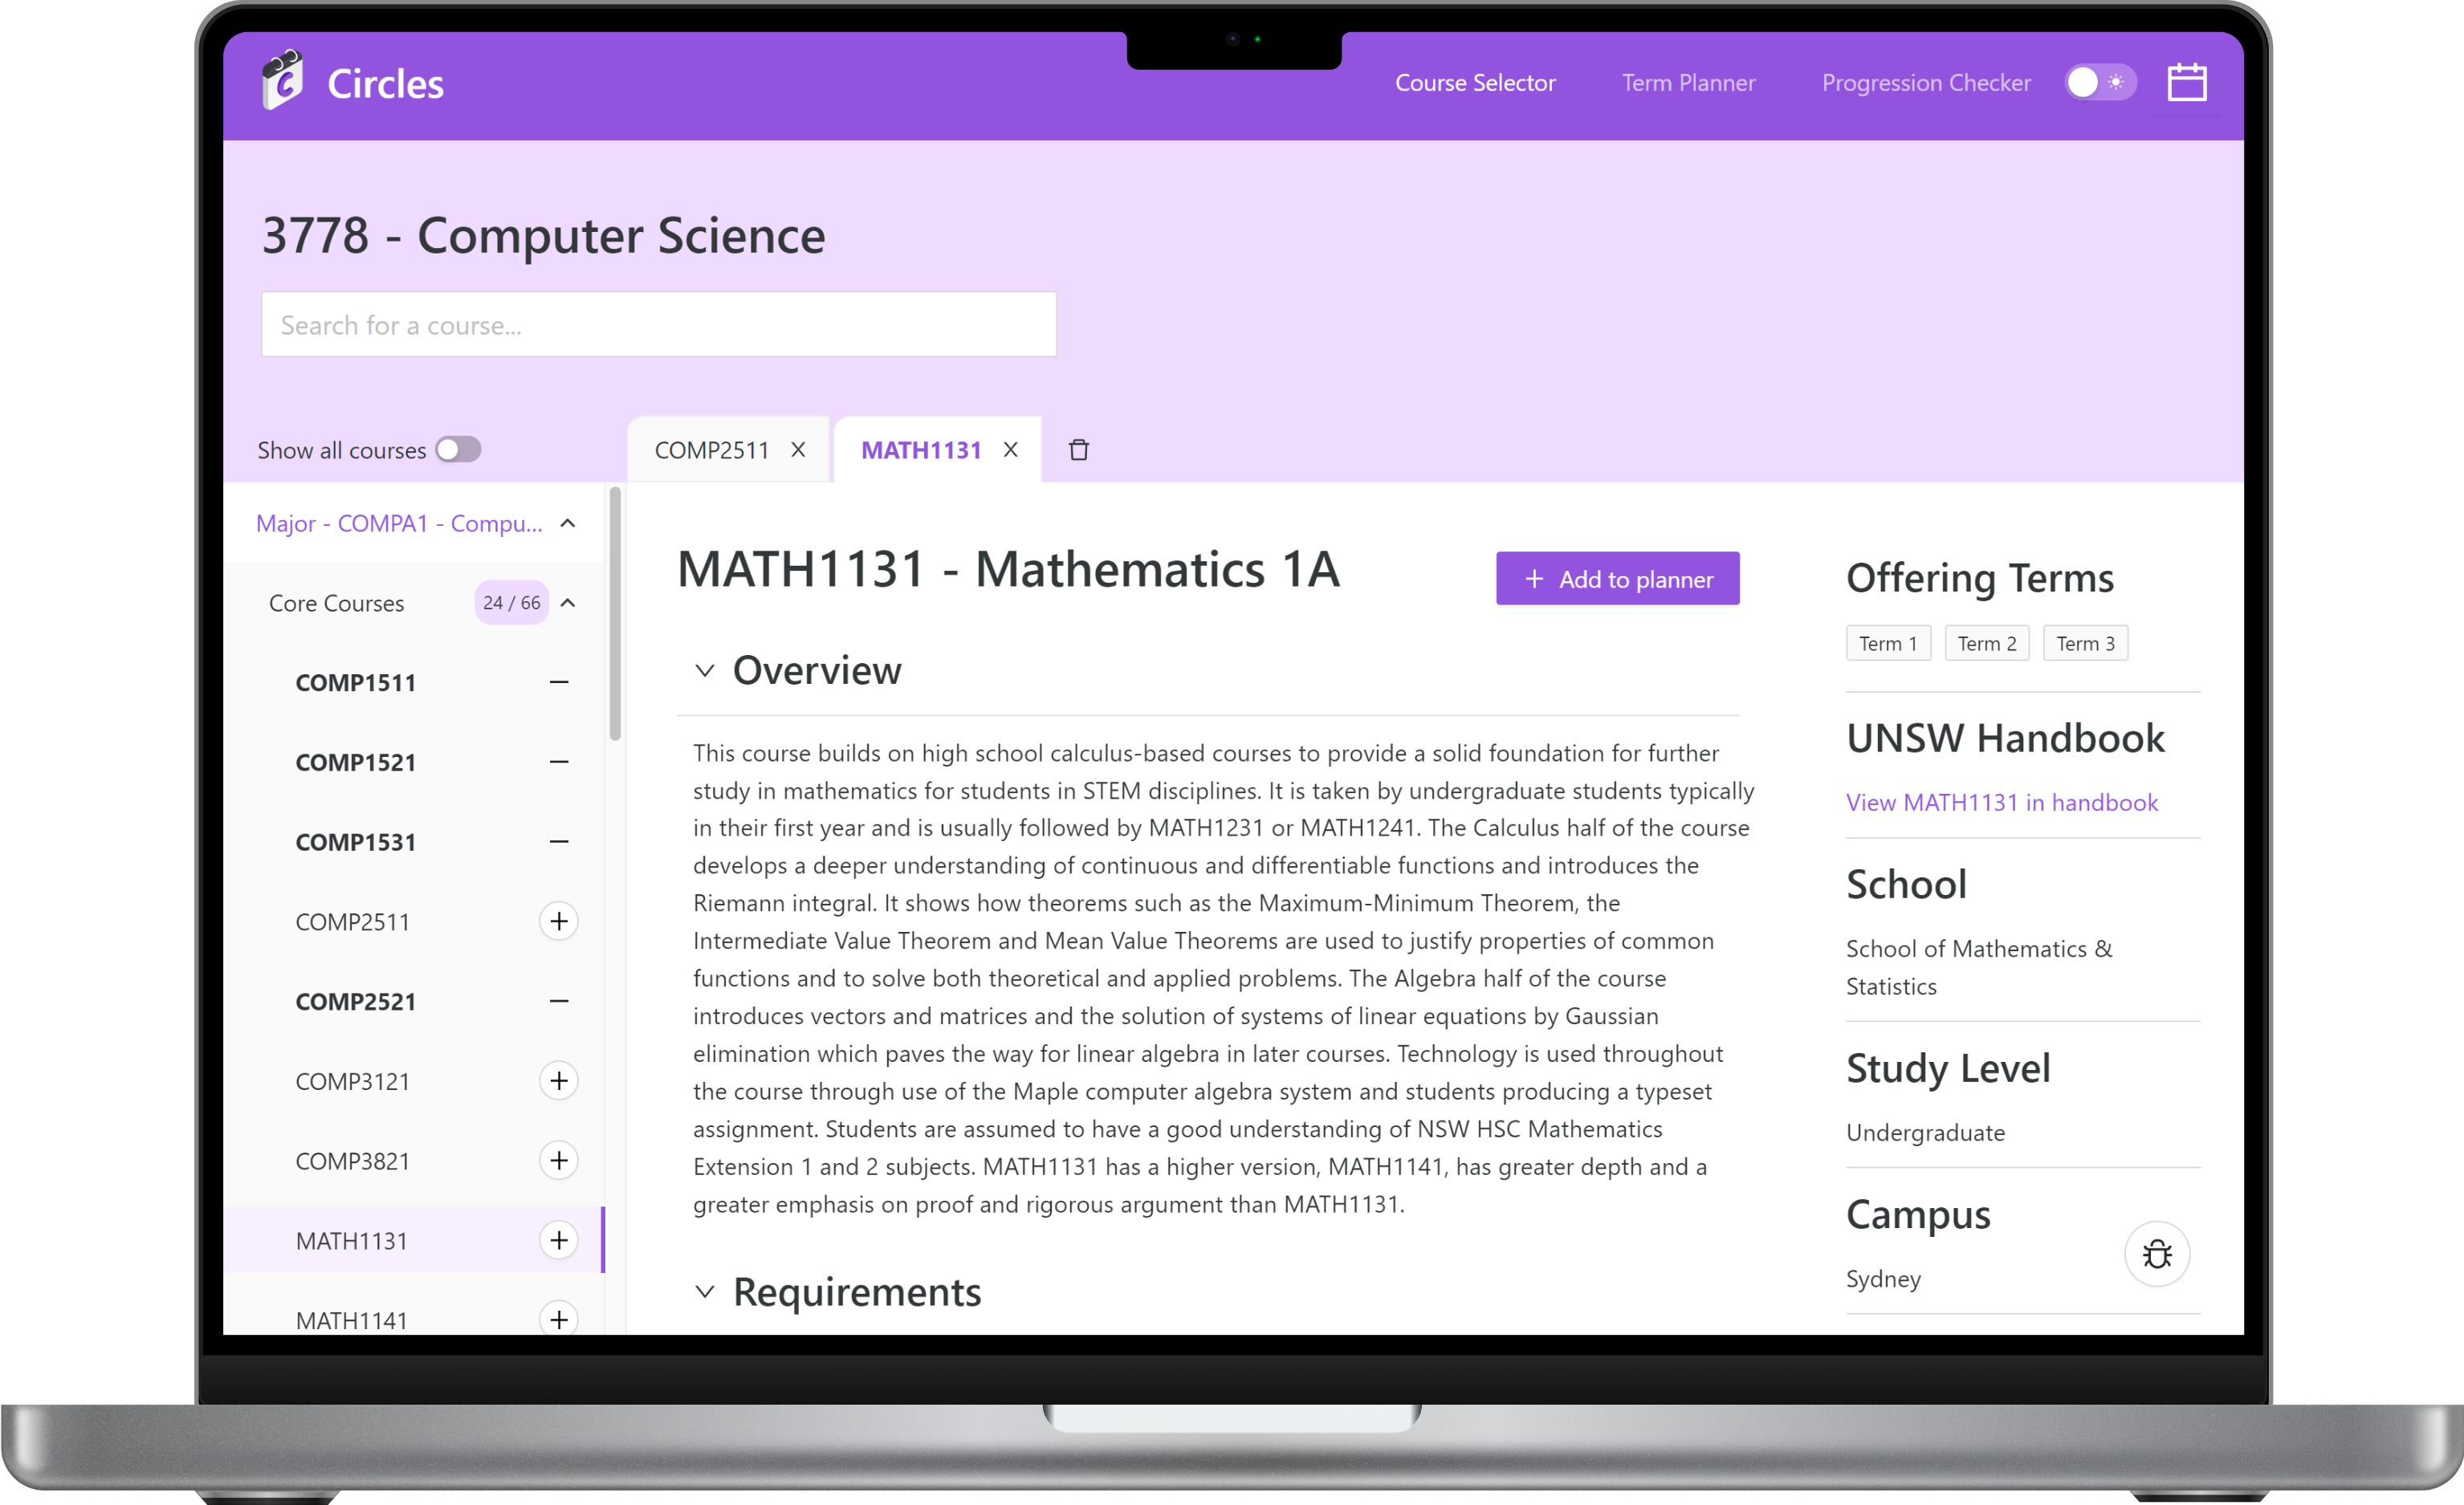 Circles
Course Selector
Term Planner
Progression Checker
3778 - Computer Science
Search for a course...
Show all courses
COMP2511 X
MATH1131 X
Major - COMPA1 - Compu...
Core Courses 24 / 66
COMP1511
COMP1521
COMP1531
COMP2511
COMP2521
COMP3121
COMP3821
MATH1131
MATH1141
MATH1131 - Mathematics 1A
+ Add to planner
Overview
This course builds on high school calculus-based courses to provide a solid foundation for further
study in mathematics for students in STEM disciplines. It is taken by undergraduate students typically
in their first year and is usually followed by MATH1231 or MATH1241. The Calculus half of the course
develops a deeper understanding of continuous and differentiable functions and introduces the
Riemann integral. It shows how theorems such as the Maximum-Minimum Theorem, the
Intermediate Value Theorem and Mean Value Theorems are used to justify properties of common
functions and to solve both theoretical and applied problems. The Algebra half of the course
introduces vectors and matrices and the solution of systems of linear equations by Gaussian
elimination which paves the way for linear algebra in later courses. Technology is used throughout
the course through use of the Maple computer algebra system and students producing a typeset
assignment. Students are assumed to have a good understanding of NSW HSC Mathematics
Extension 1 and 2 subjects. MATH1131 has a higher version, MATH1141, has greater depth and a
greater emphasis on proof and rigorous argument than MATH1131.
Requirements
Offering Terms
Term 1 Term 2 Term 3
UNSW Handbook
View MATH1131 in handbook
School
School of Mathematics &
Statistics
Study Level
Undergraduate
Campus
Sydney